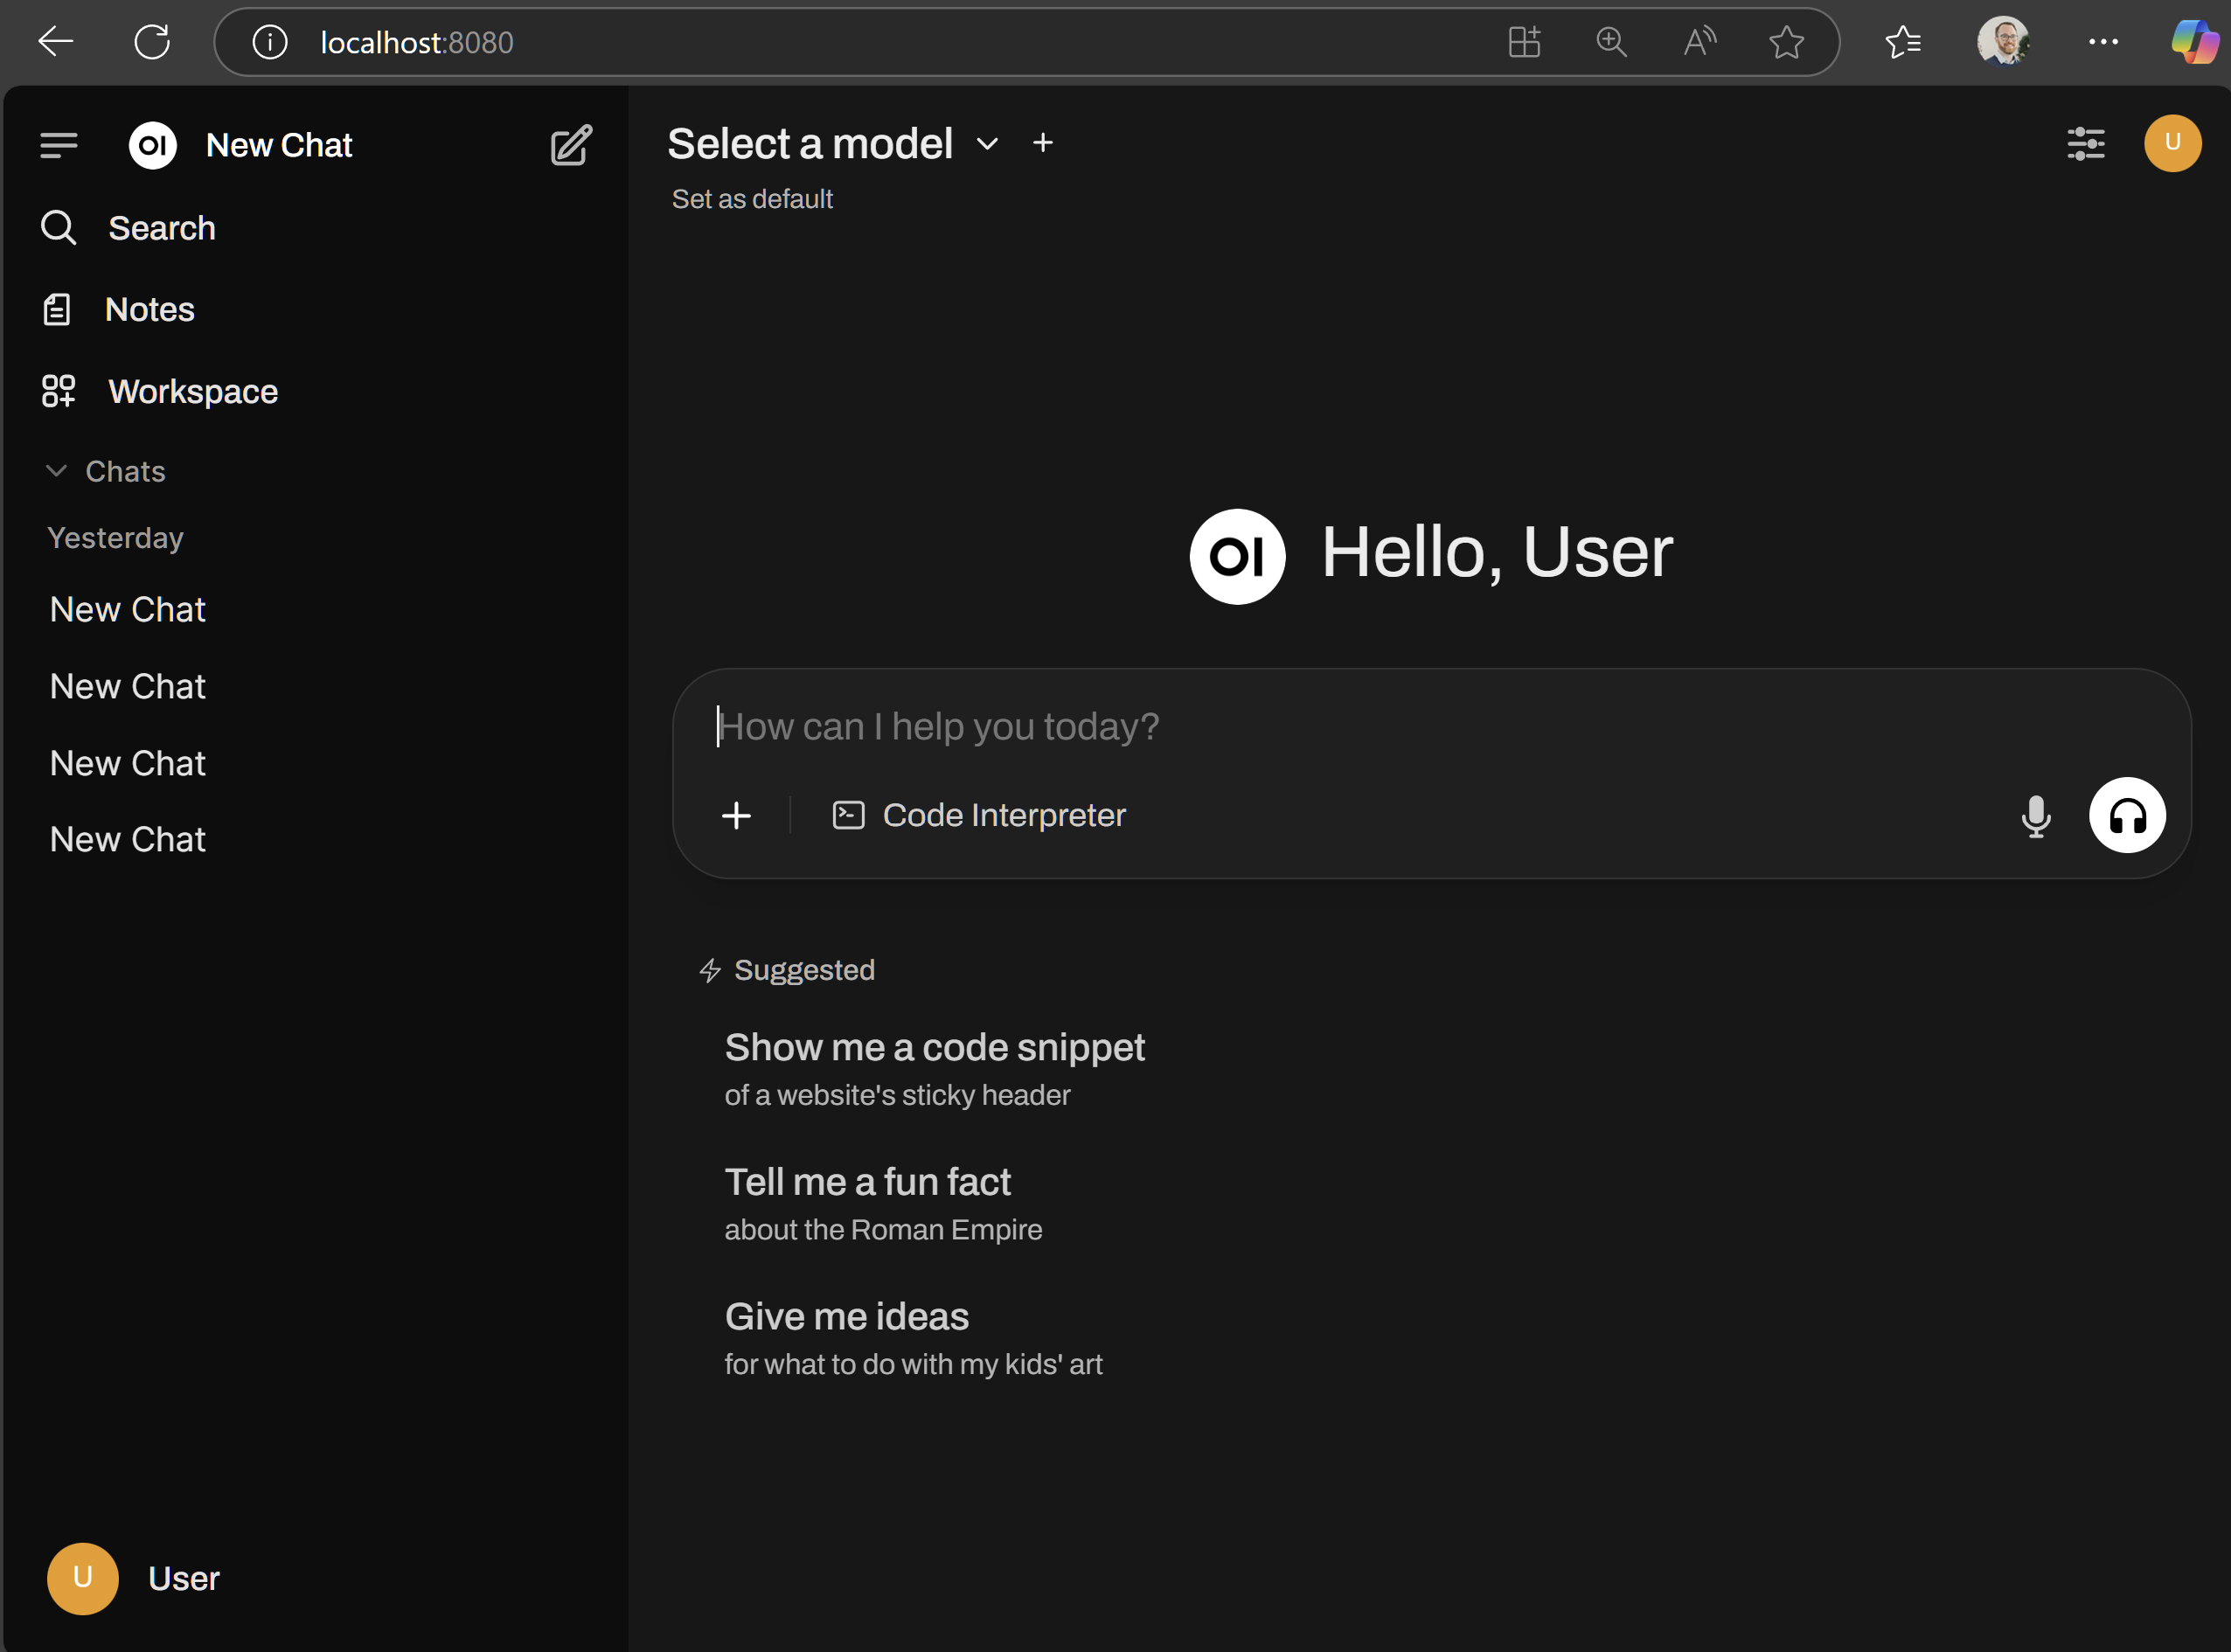 localhost:8080
New Chat
Search
Notes
Workspace
Chats
Yesterday
New Chat
New Chat
New Chat
New Chat
U User
Select a model
Set as default
U
OI Hello, User
How can I help you today?
Code Interpreter
Suggested
Show me a code snippet
of a website's sticky header
Tell me a fun fact
about the Roman Empire
Give me ideas
for what to do with my kids' art